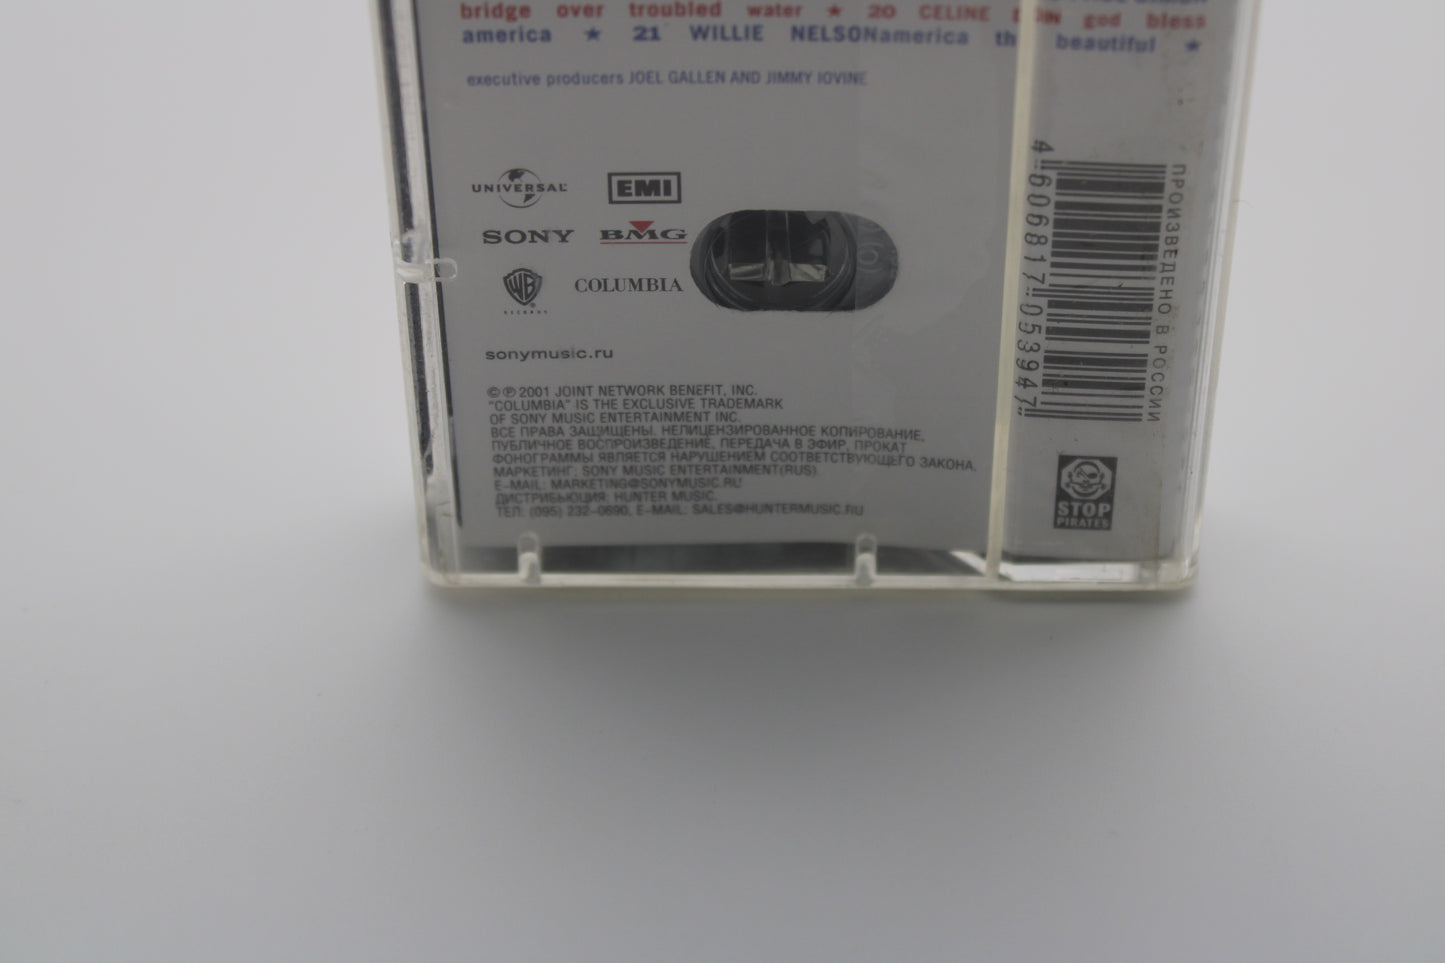 bridge over troubled water ★ 20 CELINE DION god bless
america ★ 21 WILLIE NELSONamerica the beautiful ★
executive producers JOEL GALLEN AND JIMMY IOVINE
UNIVERSAL
EMI
SONY
BMG
WB
RECORDS
COLUMBIA
sonymusic.ru
©℗ 2001 JOINT NETWORK BENEFIT, INC.
"COLUMBIA" IS THE EXCLUSIVE TRADEMARK
OF SONY MUSIC ENTERTAINMENT INC.
ВСЕ ПРАВА ЗАЩИЩЕНЫ. НЕЛИЦЕНЗИРОВАННОЕ КОПИРОВАНИЕ,
ПУБЛИЧНОЕ ВОСПРОИЗВЕДЕНИЕ, ПЕРЕДАЧА В ЭФИР, ПРОКАТ
ФОНОГРАММЫ ЯВЛЯЕТСЯ НАРУШЕНИЕМ СООТВЕТСТВУЮЩЕГО ЗАКОНА.
МАРКЕТИНГ: SONY MUSIC ENTERTAINMENT(RUS)
E-MAIL: MARKETING@SONYMUSIC.RU
ДИСТРИБЬЮЦИЯ: HUNTER MUSIC.
ТЕЛ: (095) 232-0690, E-MAIL: SALES@HUNTERMUSIC.RU
4 606817 053947
ПРОИЗВЕДЕНО В РОССИИ
STOP
PIRATES